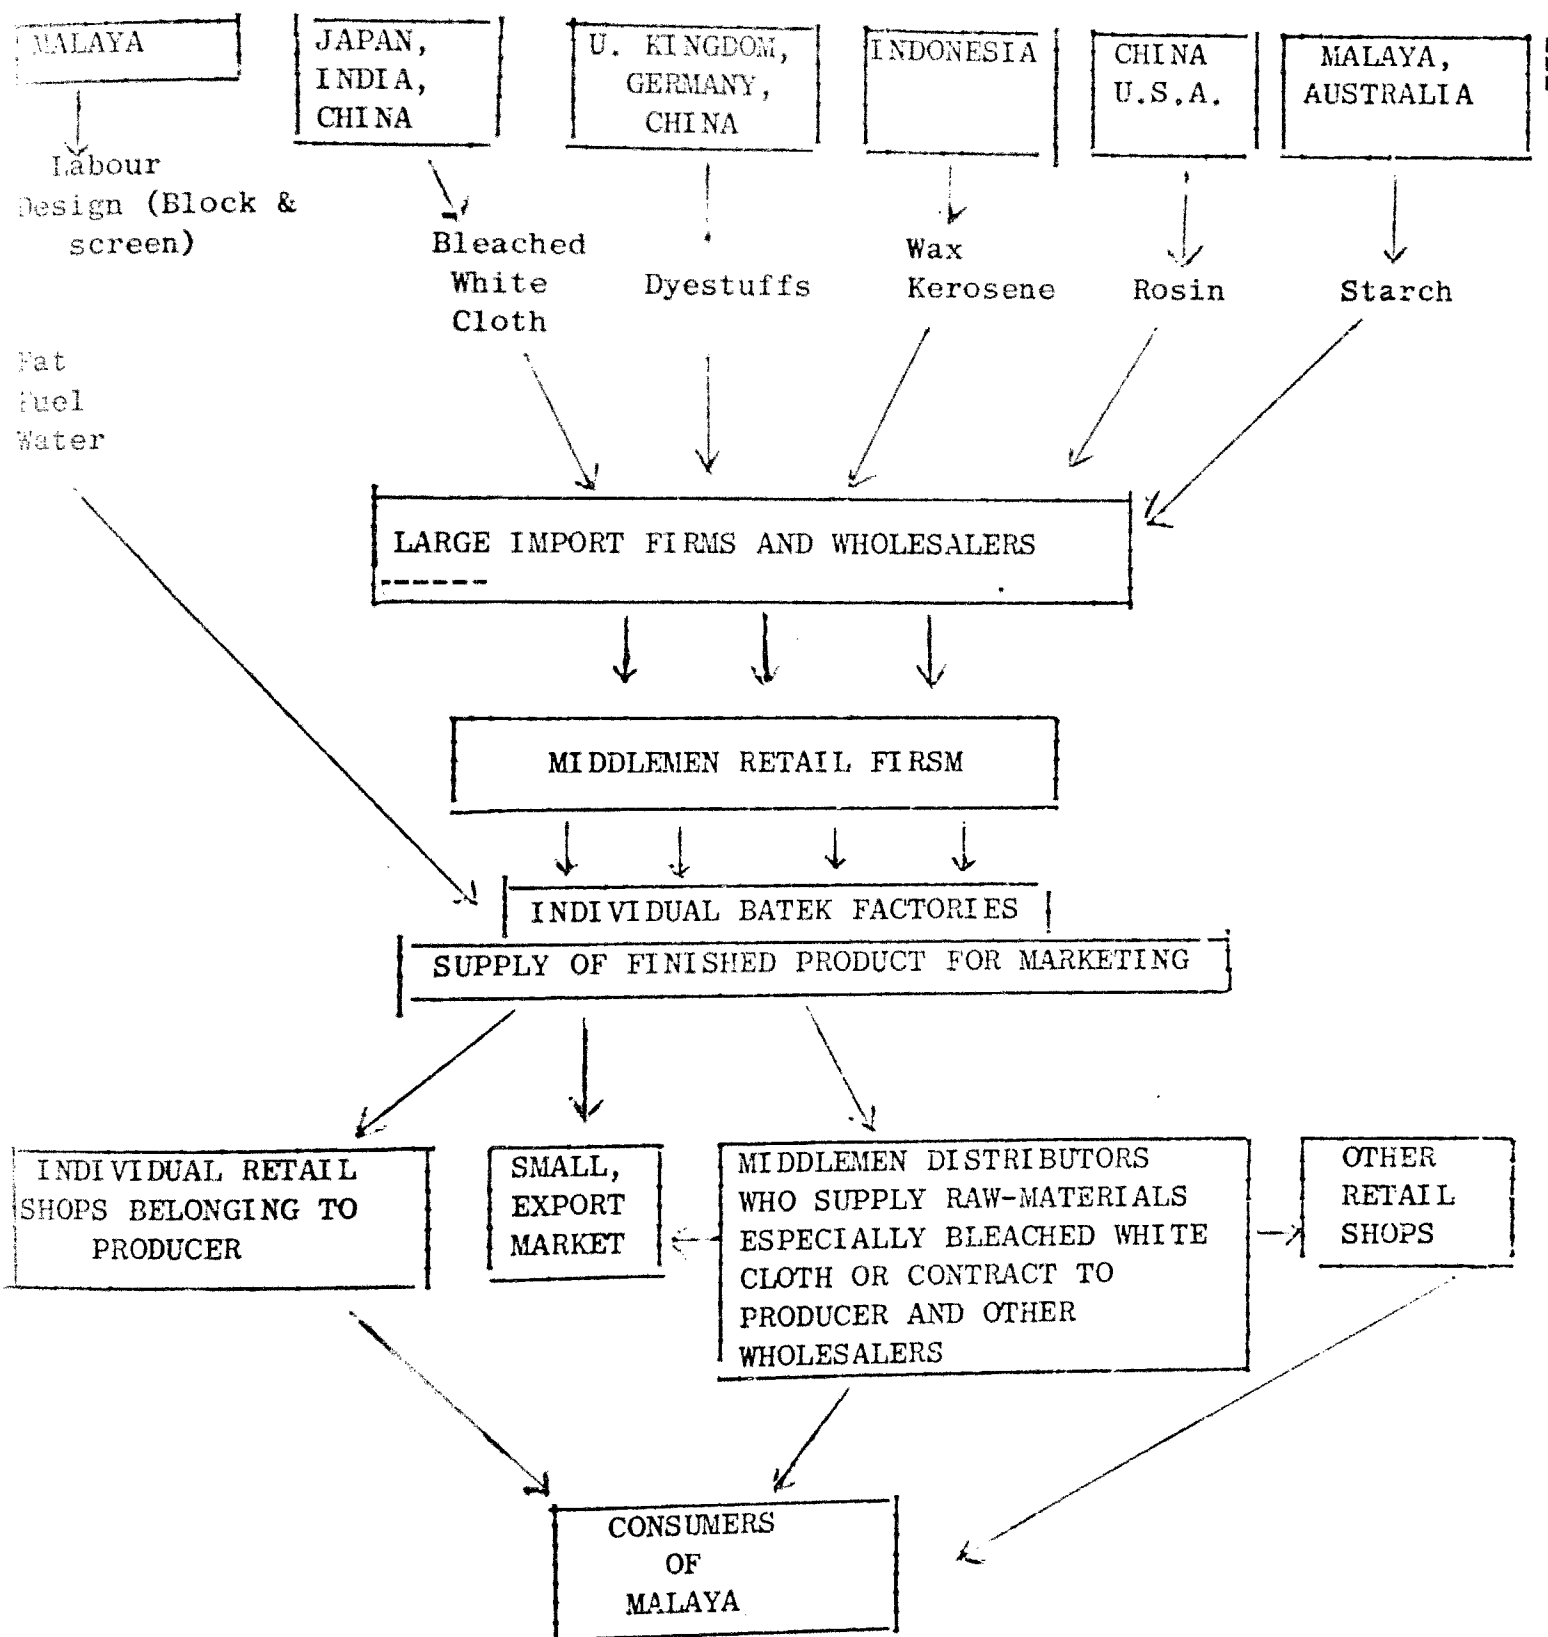 MALAYA
JAPAN,
INDIA,
CHINA
U. KINGDOM,
GERMANY,
CHINA
INDONESIA
CHINA
U.S.A.
MALAYA,
AUSTRALIA
Labour
Design (Block &
screen)
Bleached
White
Cloth
Dyestuffs
Wax
Kerosene
Rosin
Starch
Fat
Fuel
Water
LARGE IMPORT FIRMS AND WHOLESALERS
MIDDLEMEN RETAIL FIRSM
INDIVIDUAL BATEK FACTORIES
SUPPLY OF FINISHED PRODUCT FOR MARKETING
INDIVIDUAL RETAIL
SHOPS BELONGING TO
PRODUCER
SMALL,
EXPORT
MARKET
MIDDLEMEN DISTRIBUTORS
WHO SUPPLY RAW-MATERIALS
ESPECIALLY BLEACHED WHITE
CLOTH OR CONTRACT TO
PRODUCER AND OTHER
WHOLESALERS
OTHER
RETAIL
SHOPS
CONSUMERS
OF
MALAYA